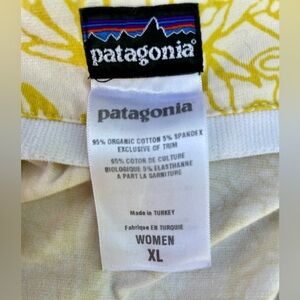 patagonia®
patagonia®
95% ORGANIC COTTON 5% SPANDEX
EXCLUSIVE OF TRIM
95% COTON DE CULTURE
BIOLOGIQUE 5% ELASTHANNE
A PART LA GARNITURE
Made in TURKEY
Fabriqué EN TURQUIE
WOMEN
XL